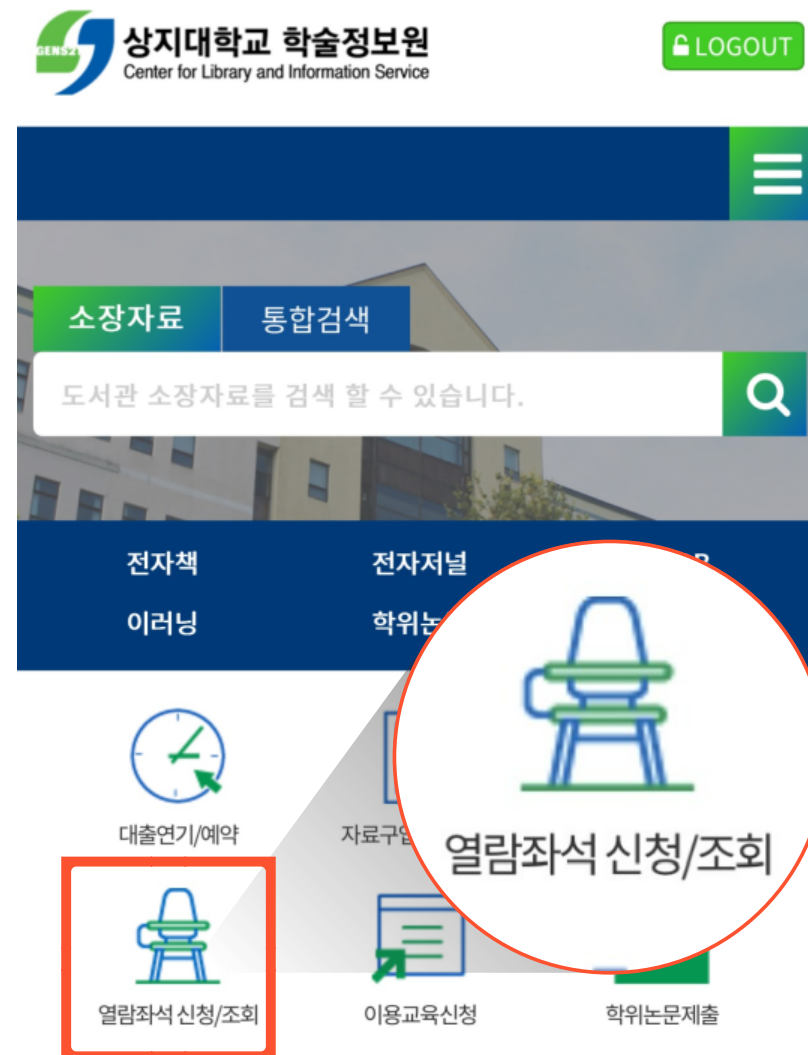 GENS21
상지대학교 학술정보원
Center for Library and Information Service
LOGOUT
소장자료 통합검색
도서관 소장자료를 검색 할 수 있습니다.
전자책 전자저널
이러닝
대출연기/예약
열람좌석 신청/조회
열람좌석 신청/조회 이용교육신청 학위논문제출